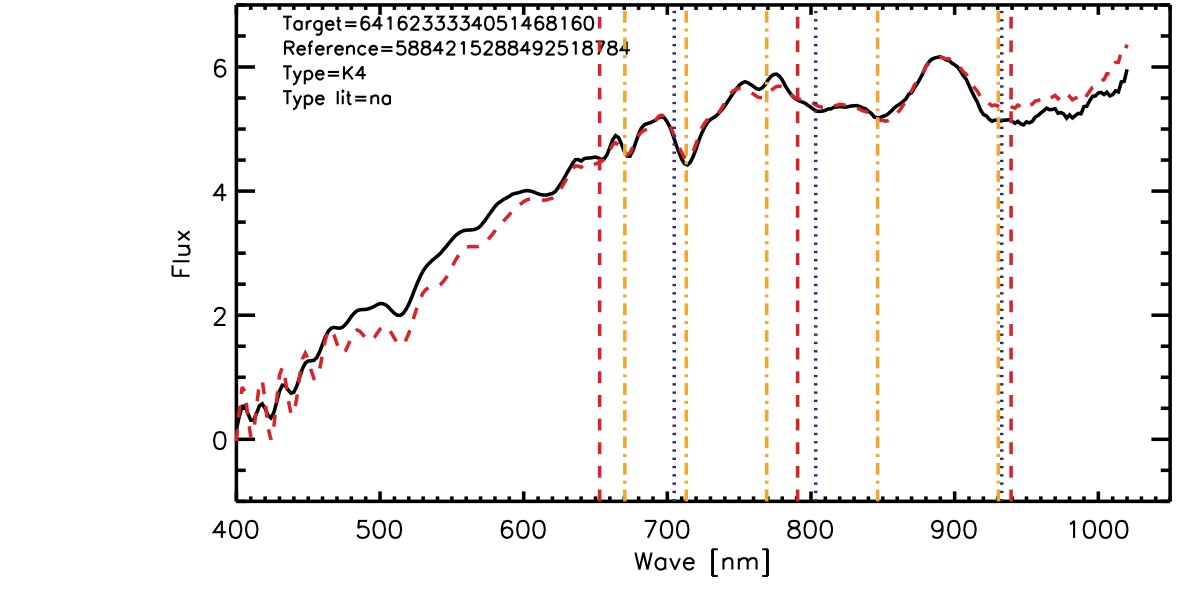 Target=6416233334051468160
Reference=5884215288492518784
Type=K4
Type lit=na
6
4
2
0
Flux
400 500 600 700 800 900 1000
Wave [nm]